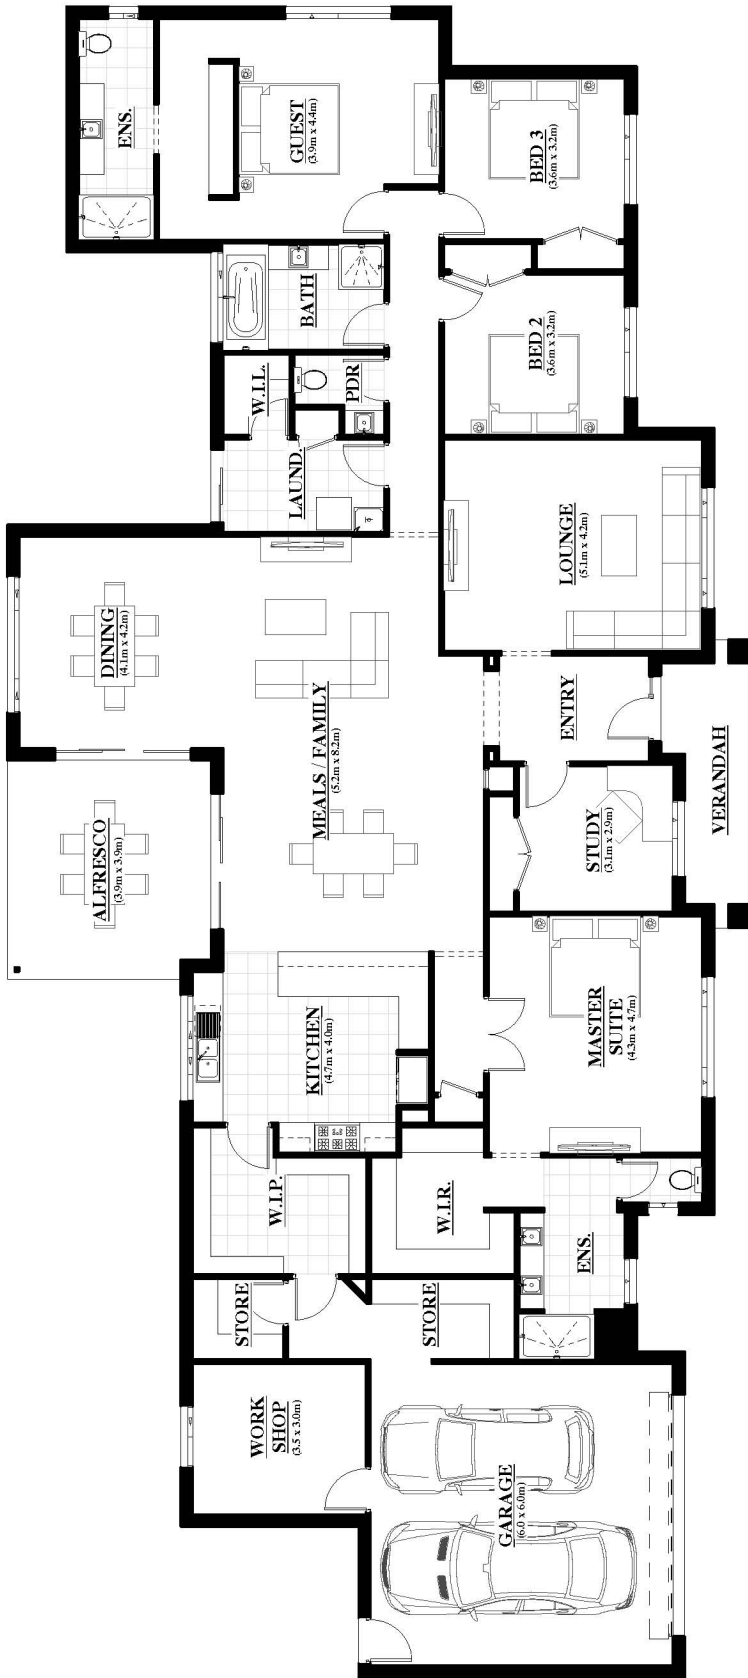 ENS.
GUEST
(3.9m x 4.4m)
BED 3
(3.6m x 3.2m)
BATH
BED 2
(3.6m x 3.2m)
W.I.L.
PDR
LAUND.
LOUNGE
(5.1m x 4.2m)
DINING
(4.1m x 4.2m)
MEALS / FAMILY
(5.2m x 8.2m)
ENTRY
VERANDAH
ALFRESCO
(3.9m x 3.9m)
STUDY
(3.1m x 2.9m)
KITCHEN
(4.7m x 4.0m)
MASTER
SUITE
(4.3m x 4.7m)
W.I.P.
W.I.R.
ENS.
STORE
STORE
WORK
SHOP
(3.5 x 3.0m)
GARAGE
(6.0 x 6.0m)